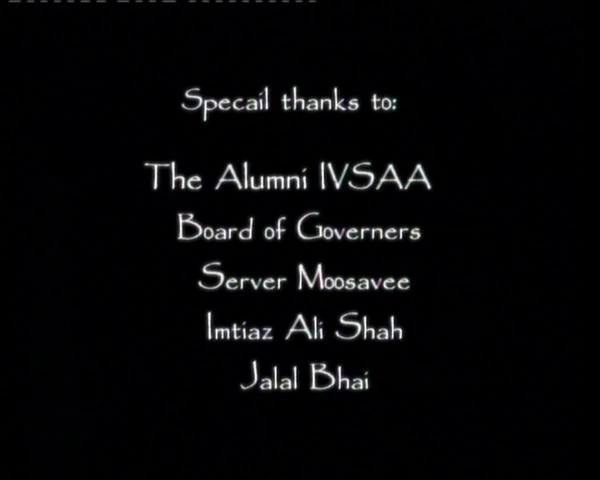 Specail thanks to:
The Alumni IVSAA
Board of Governers
Server Moosavee
Imtiaz Ali Shah
Jalal Bhai